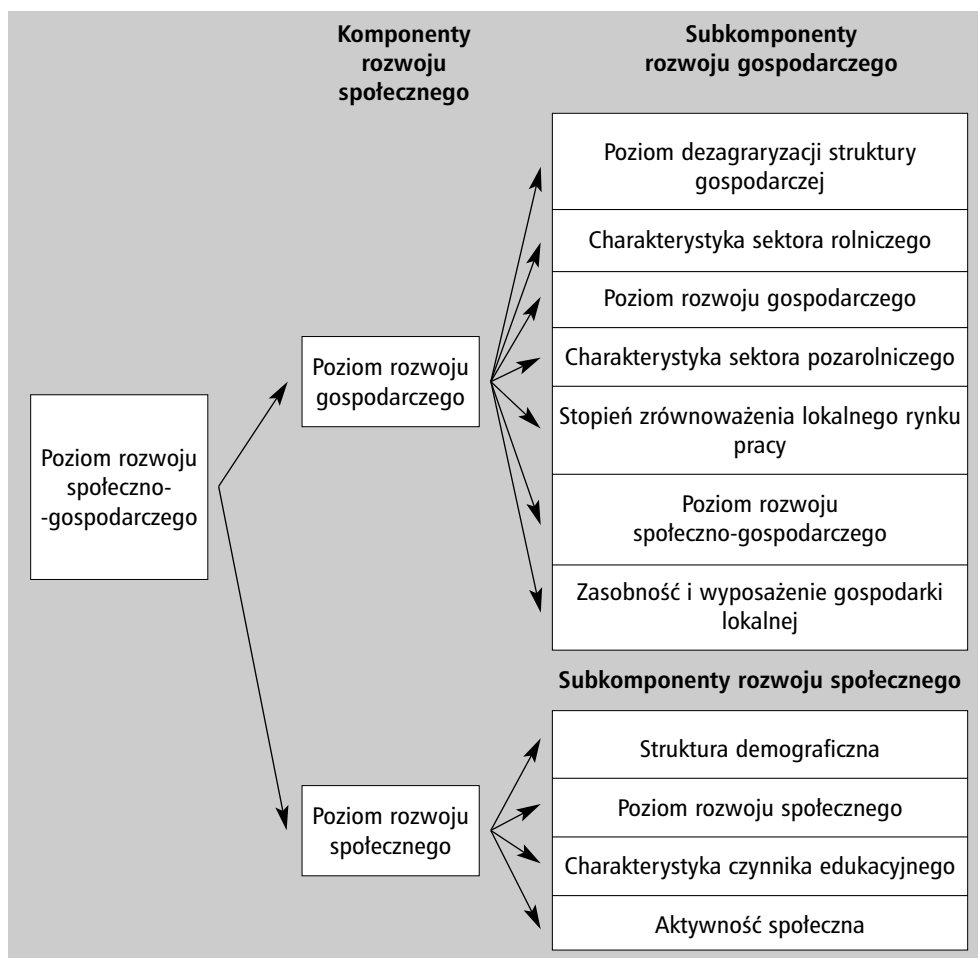 Komponenty
rozwoju
społecznego
Subkomponenty
rozwoju gospodarczego
Poziom rozwoju
społeczno-
-gospodarczego
Poziom rozwoju
gospodarczego
Poziom dezagraryzacji struktury
gospodarczej
Charakterystyka sektora rolniczego
Poziom rozwoju gospodarczego
Charakterystyka sektora pozarolniczego
Stopień zrównoważenia lokalnego rynku
pracy
Poziom rozwoju
społeczno-gospodarczego
Zasobność i wyposażenie gospodarki
lokalnej
Subkomponenty rozwoju społecznego
Poziom rozwoju
społecznego
Struktura demograficzna
Poziom rozwoju społecznego
Charakterystyka czynnika edukacyjnego
Aktywność społeczna